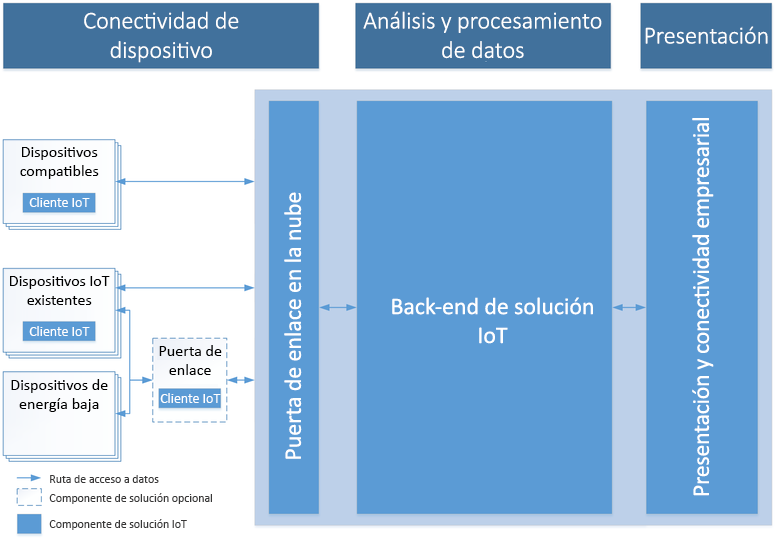 Conectividad de
dispositivo
Análisis y procesamiento
de datos
Presentación
Dispositivos
compatibles
Cliente IoT
Dispositivos IoT
existentes
Cliente IoT
Dispositivos de
energía baja
Puerta de
enlace
Cliente IoT
Puerta de enlace en la nube
Back-end de solución
IoT
Presentación y conectividad empresarial
Ruta de acceso a datos
Componente de solución opcional
Componente de solución IoT